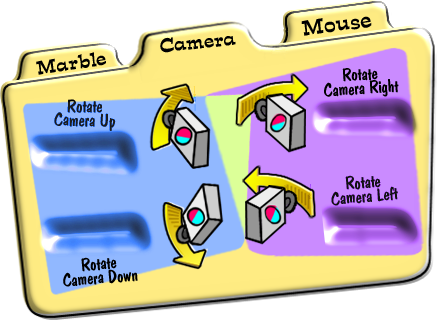 Marble
Camera
Mouse
Rotate
Camera Up
Rotate
Camera Right
Rotate
Camera Down
Rotate
Camera Left